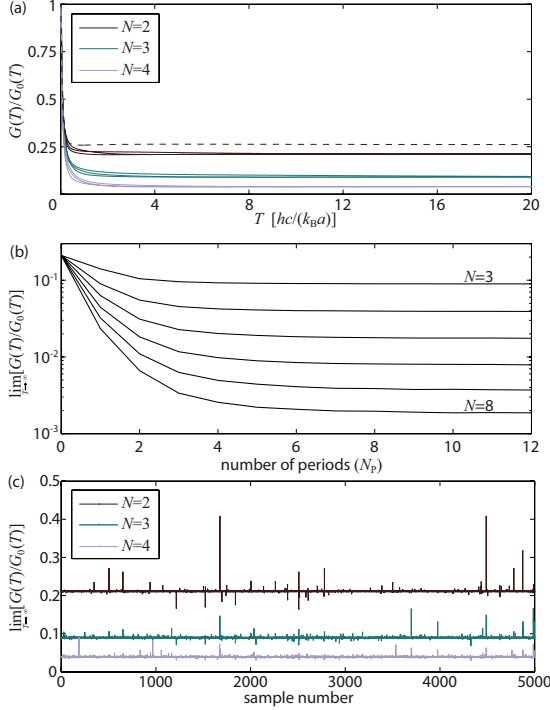 (a)
1
0.75
0.5
0.25
G(T)/G₀(T)
N=2
N=3
N=4
0 4 8 12 16 20
T [hc/(k_Ba)]
(b)
10⁻¹
10⁻²
10⁻³
lim[G(T)/G₀(T)]
T→∞
N=3
N=8
0 2 4 6 8 10 12
number of periods (N_P)
(c)
0.5
0.4
0.3
0.2
0.1
0
lim[G(T)/G₀(T)]
T→∞
N=2
N=3
N=4
0 1000 2000 3000 4000 5000
sample number